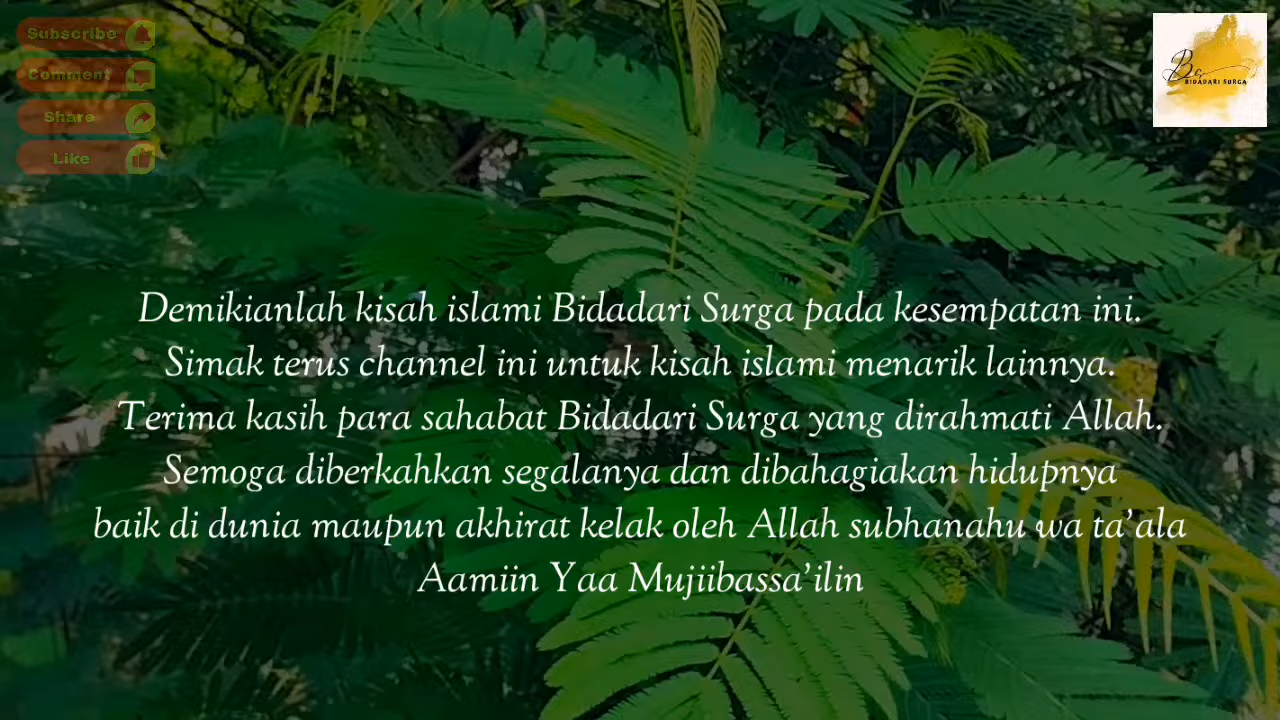 Subscribe
Comment
Share
Like
Bs
BIDADARI SURGA
Demikianlah kisah islami Bidadari Surga pada kesempatan ini.
Simak terus channel ini untuk kisah islami menarik lainnya.
Terima kasih para sahabat Bidadari Surga yang dirahmati Allah.
Semoga diberkahkan segalanya dan dibahagiakan hidupnya
baik di dunia maupun akhirat kelak oleh Allah subhanahu wa ta’ala
Aamiin Yaa Mujiibassa’ilin